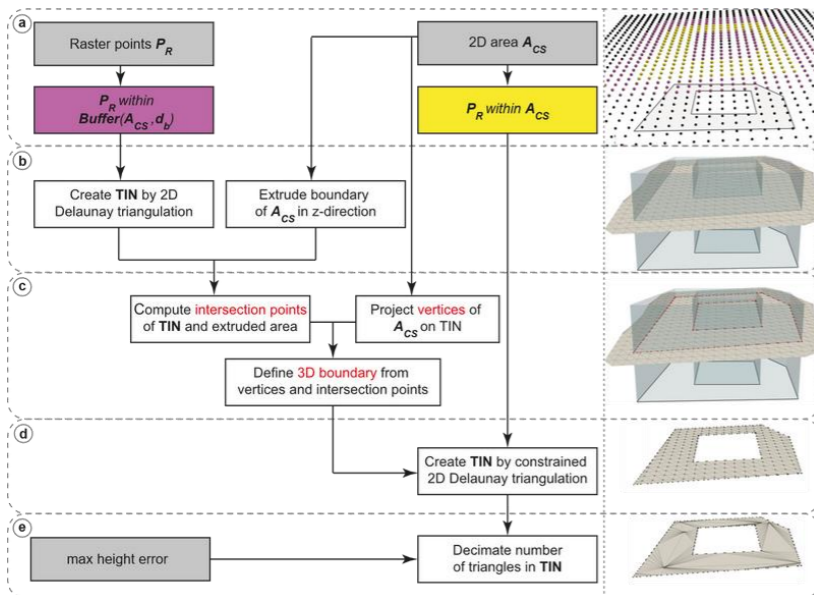 a
Raster points P_R
2D area A_CS
P_R within
Buffer(A_CS, d_b)
P_R within A_CS
b
Create TIN by 2D
Delaunay triangulation
Extrude boundary
of A_CS in z-direction
c
Compute intersection points
of TIN and extruded area
Project vertices of
A_CS on TIN
Define 3D boundary from
vertices and intersection points
d
Create TIN by constrained
2D Delaunay triangulation
e
max height error
Decimate number
of triangles in TIN